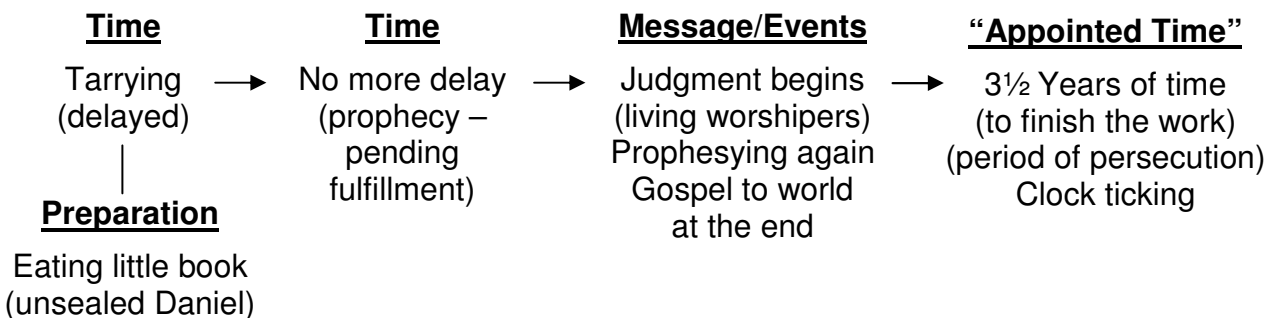 Time
Tarrying
(delayed)
Preparation
Eating little book
(unsealed Daniel)
Time
No more delay
(prophecy –
pending
fulfillment)
Message/Events
Judgment begins
(living worshipers)
Prophesying again
Gospel to world
at the end
“Appointed Time”
3½ Years of time
(to finish the work)
(period of persecution)
Clock ticking